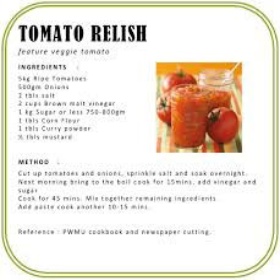 TOMATO RELISH
feature veggie tomato
INGREDIENTS :
5kg Ripe Tomatoes
500gm Onions
2 tbls salt
2 cups Brown malt vinegar
1 kg Sugar or less 750-800gm
1 tbls Corn Flour
1 tbls Curry powder
½ tbls mustard
METHOD .
Cut up tomatoes and onions, sprinkle salt and soak overnight.
Next morning bring to the boil cook for 15mins. add vinegar and
sugar
Cook for 45 mins. Mix together remaining ingredients
Add paste cook another 10-15 mins.
Reference : PWMU cookbook and newspaper cutting.